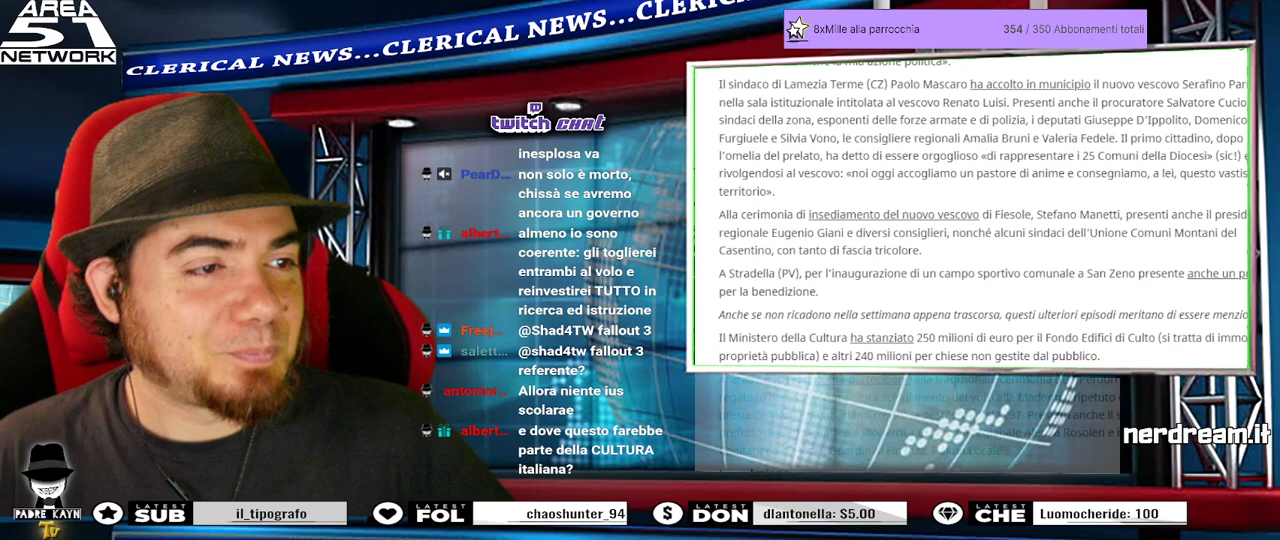 AREA
51
NETWORK
CLERICAL NEWS...CLERICAL NEWS...CLERIC
8xMille alla parrocchia 354 / 350 Abbonamenti totali
twitch CHAT
inesplosa va
PearD... non solo è morto,
chissà se avremo
ancora un governo
albert... almeno io sono
coerente: gli toglierei
entrambi al volo e
reinvestirei TUTTO in
ricerca ed istruzione
Freej... @Shad4TW fallout 3
salett... @shad4tw fallout 3
referente?
antonior... Allora niente ius
scolarae
albert... e dove questo farebbe
parte della CULTURA
italiana?
Il sindaco di Lamezia Terme (CZ) Paolo Mascaro ha accolto in municipio il nuovo vescovo Serafino Par
nella sala istituzionale intitolata al vescovo Renato Luisi. Presenti anche il procuratore Salvatore Curcio
sindaci della zona, esponenti delle forze armate e di polizia, i deputati Giuseppe D'Ippolito, Domenico
Furgiuele e Silvia Vono, le consigliere regionali Amalia Bruni e Valeria Fedele. Il primo cittadino, dopo
l'omelia del prelato, ha detto di essere orgoglioso «di rappresentare i 25 Comuni della Diocesi» (sic!) e
rivolgendosi al vescovo: «noi oggi accogliamo un pastore di anime e consegniamo, a lei, questo vastis
territorio».
Alla cerimonia di insediamento del nuovo vescovo di Fiesole, Stefano Manetti, presenti anche il presid
regionale Eugenio Giani e diversi consiglieri, nonché alcuni sindaci dell'Unione Comuni Montani del
Casentino, con tanto di fascia tricolore.
A Stradella (PV), per l'inaugurazione di un campo sportivo comunale a San Zeno presente anche un pr
per la benedizione.
Anche se non ricadono nella settimana appena trascorsa, questi ulteriori episodi meritano di essere menzio
Il Ministero della Cultura ha stanziato 250 milioni di euro per il Fondo Edifici di Culto (si tratta di immo
proprietà pubblica) e altri 240 milioni per chiese non gestite dal pubblico.
nerdream.it
PADRE KAYN
Tv
LATEST SUB il_tipografo
LATEST FOL chaoshunter_94
LATEST DON dlantonella: $5.00
LATEST CHE Luomocheride: 100